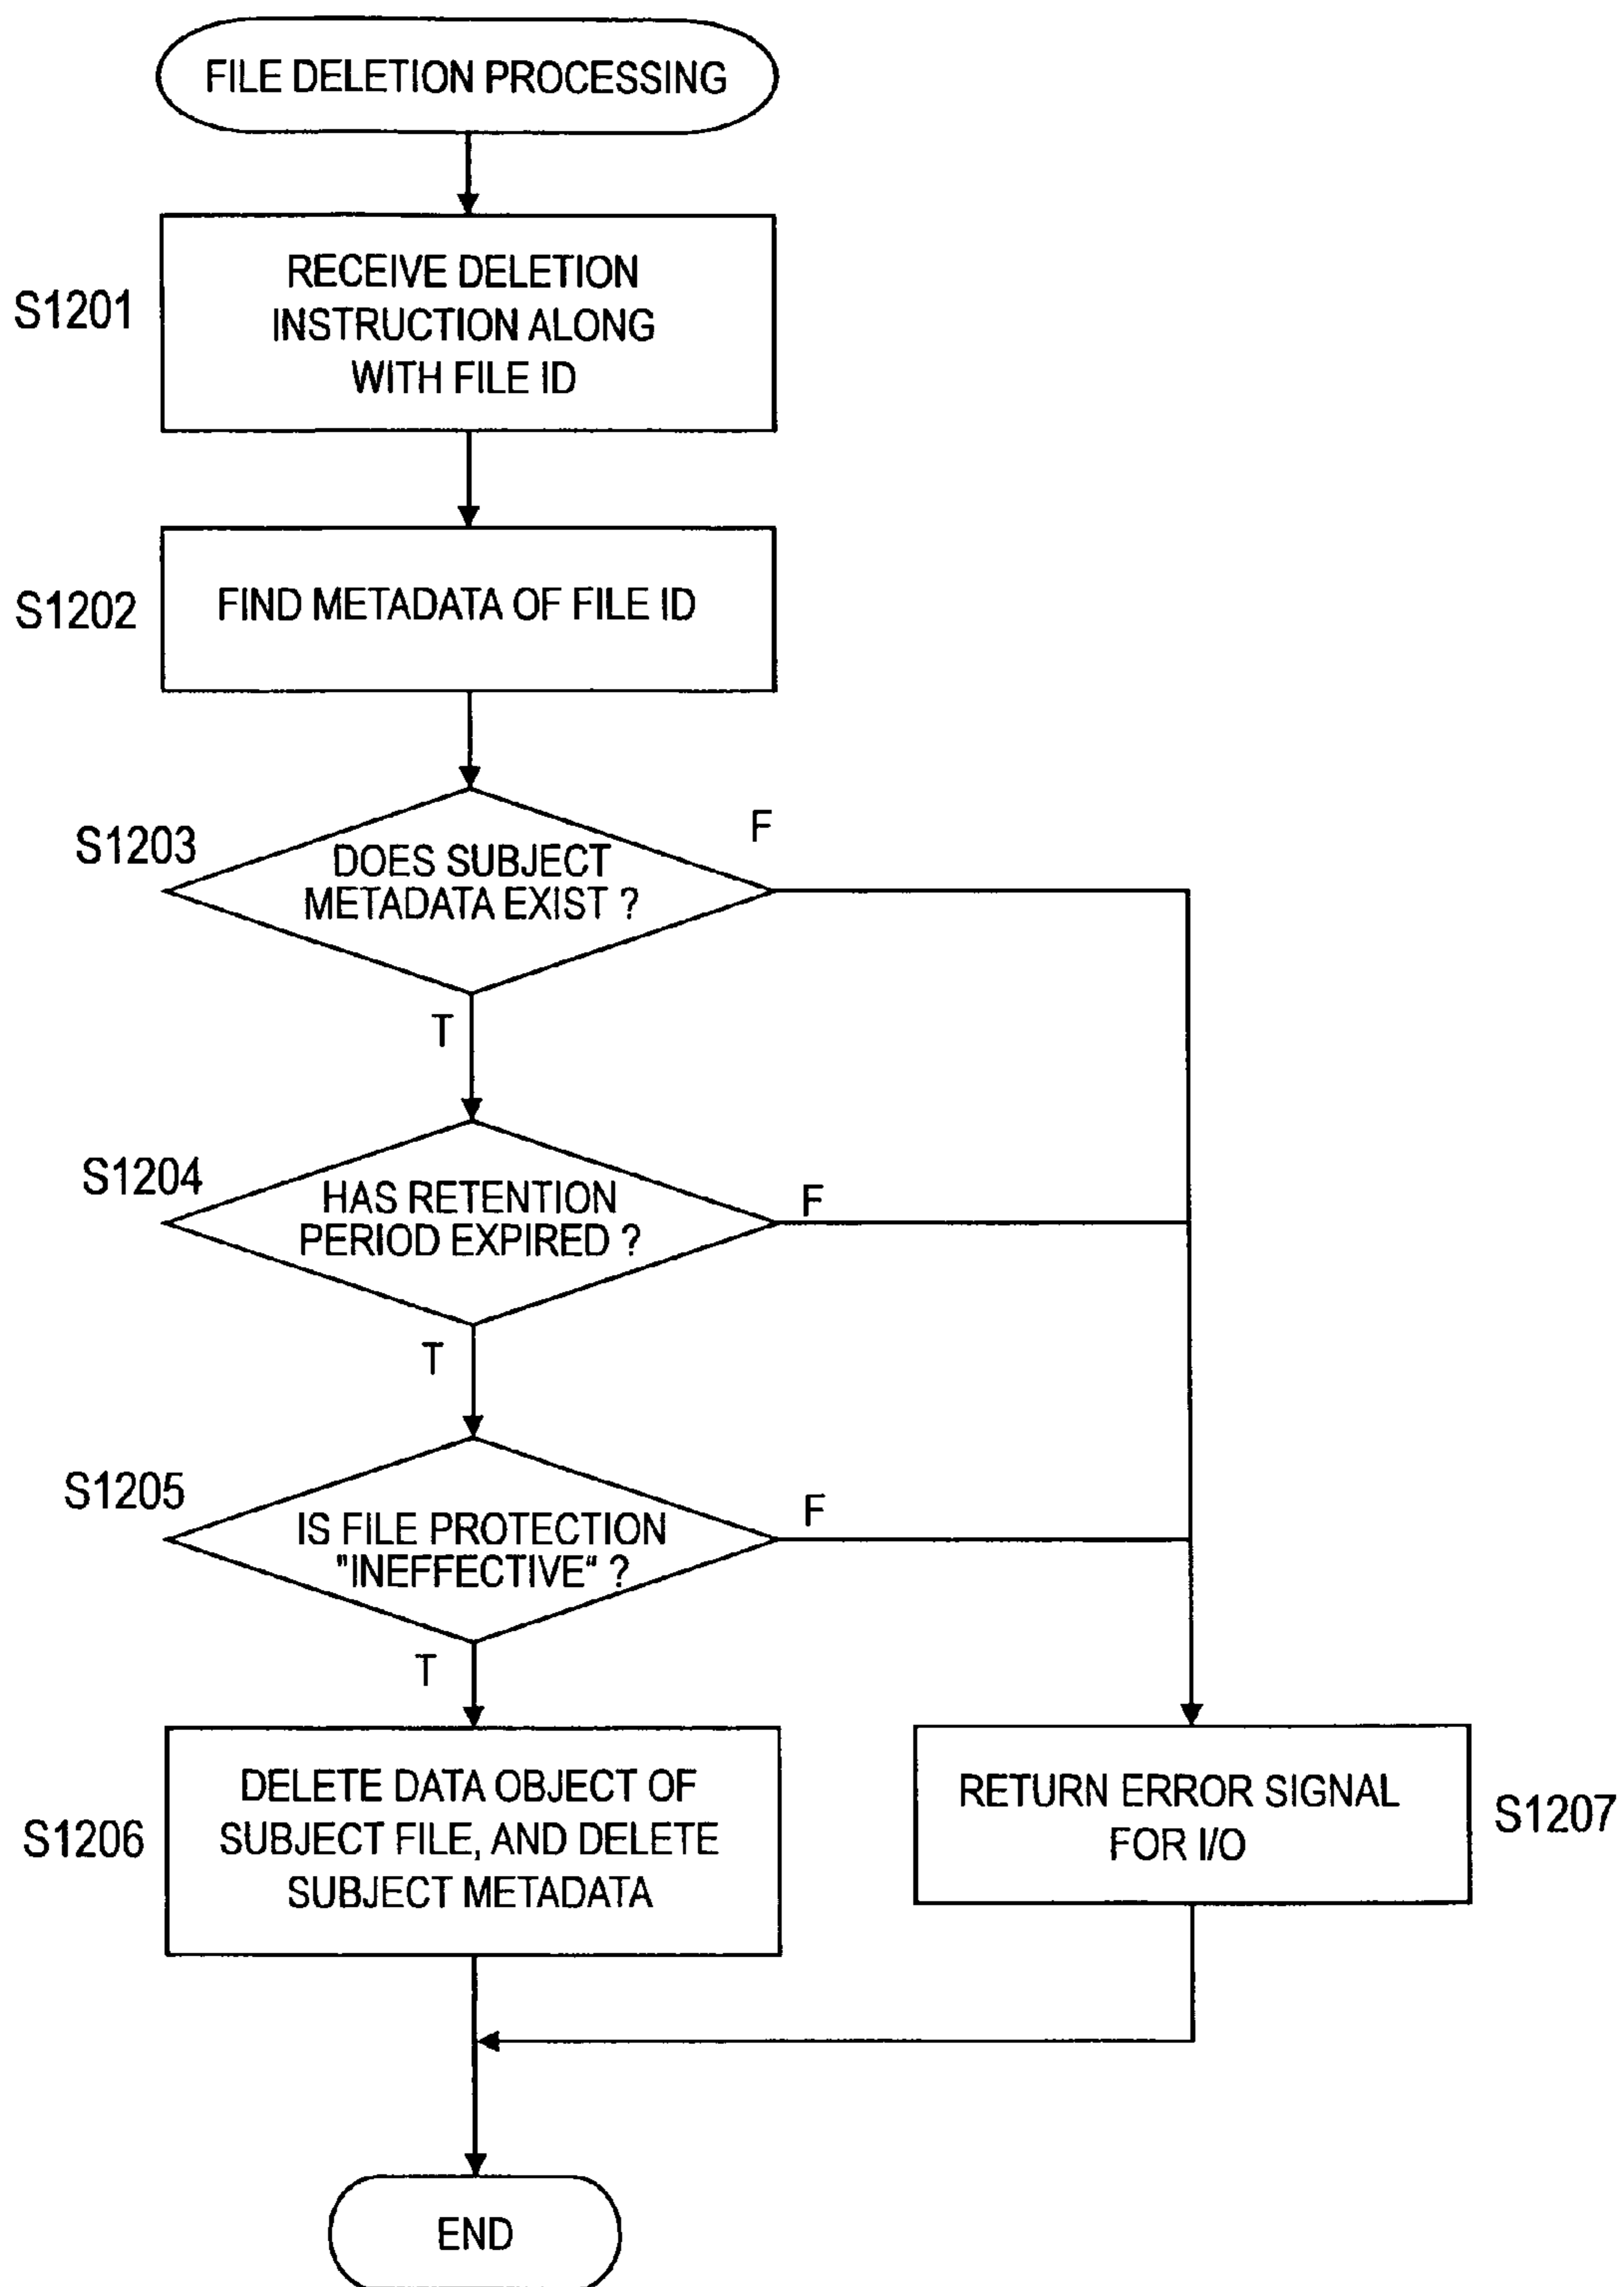 FILE DELETION PROCESSING
S1201
RECEIVE DELETION
INSTRUCTION ALONG
WITH FILE ID
S1202
FIND METADATA OF FILE ID
S1203
DOES SUBJECT
METADATA EXIST ?
F
T
S1204
HAS RETENTION
PERIOD EXPIRED ?
F
T
S1205
IS FILE PROTECTION
"INEFFECTIVE" ?
F
T
S1206
DELETE DATA OBJECT OF
SUBJECT FILE, AND DELETE
SUBJECT METADATA
RETURN ERROR SIGNAL
FOR I/O
S1207
END